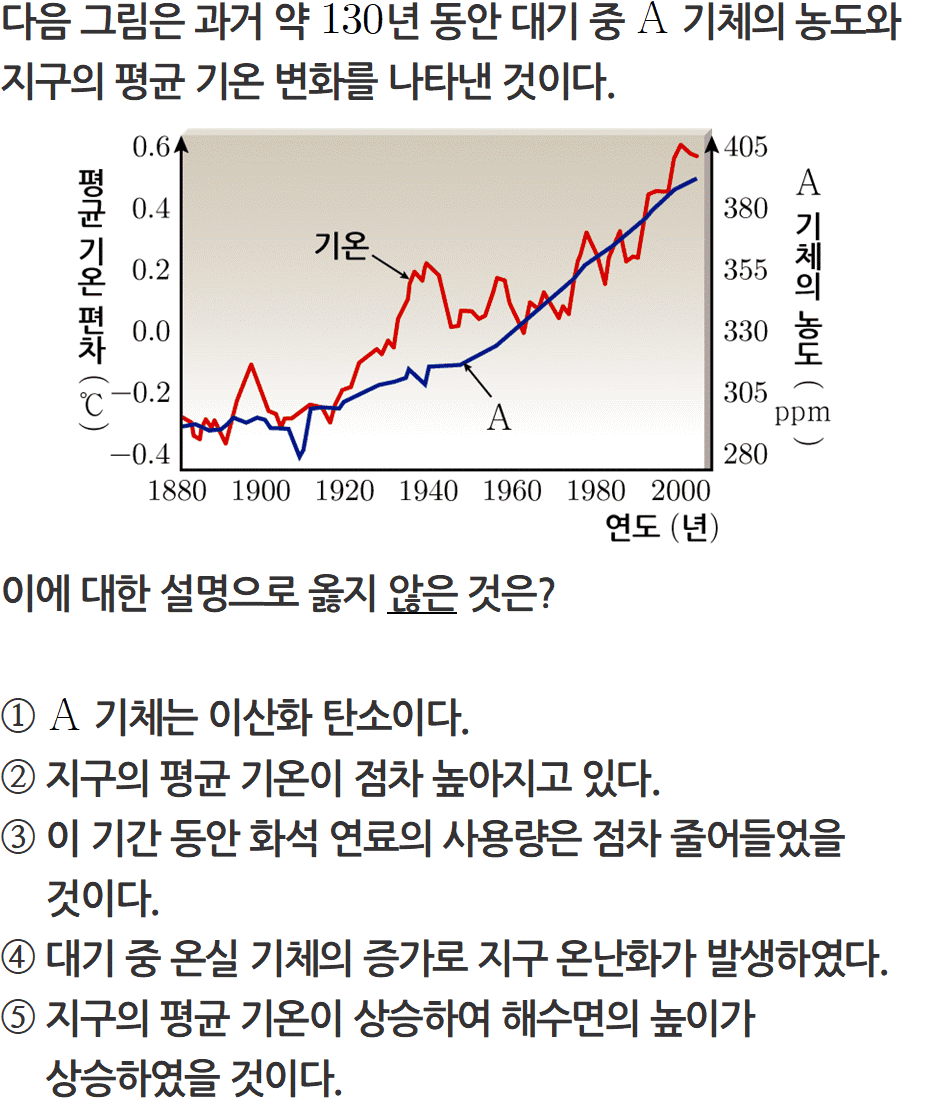 다음 그림은 과거 약 130년 동안 대기 중 A 기체의 농도와
지구의 평균 기온 변화를 나타낸 것이다.
평균 기온 편차 (℃)
0.6
0.4
0.2
0.0
−0.2
−0.4
기온
A
405
380
355
330
305
280
A 기체의 농도 (ppm)
1880 1900 1920 1940 1960 1980 2000
연도 (년)
이에 대한 설명으로 옳지 않은 것은?
① A 기체는 이산화 탄소이다.
② 지구의 평균 기온이 점차 높아지고 있다.
③ 이 기간 동안 화석 연료의 사용량은 점차 줄어들었을
것이다.
④ 대기 중 온실 기체의 증가로 지구 온난화가 발생하였다.
⑤ 지구의 평균 기온이 상승하여 해수면의 높이가
상승하였을 것이다.